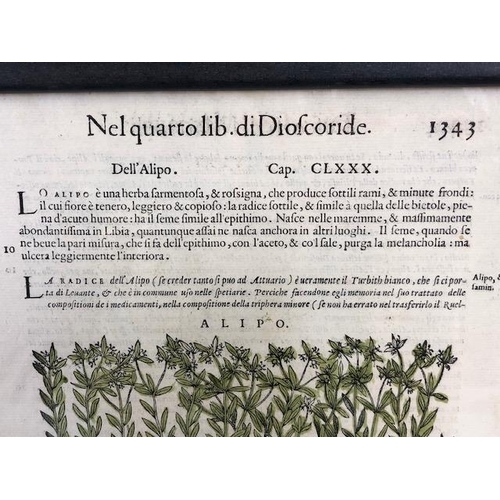 Nel quarto lib. di Dioscoride. 1343
Dell'Alipo. Cap. CLXXX.
LO ALIPO è una herba sarmentosa, & rossigna, che produce sottili rami, & minute frondi:
il cui fiore è tenero, leggiero & copioso: la radice sottile, & simile à quella delle bietole, pie-
na d'acuto humore: ha il seme simile all'epithimo. Nasce nelle maremme, & massimamente
abondantissima in Libia, quantunque assai ne nasca anchora in altri luoghi. Il seme, quando se
10 ne beue la pari misura, che si fa dell'epithimo, con l'aceto, & col sale, purga la melancholia: ma
ulcera leggiermente l'interiora.
LA RADICE dell'Alipo (se creder tanto si puo ad Attuario) è ueramente il Turbith bianco, che si ci por-
ta di Leuante, & che è in commune uso nelle spetiarie. Perciche facendone egli memoria nel suo trattato delle
compositioni de i medicamenti, nella compositione della triphera minore (se non ha errato nel trasferirlo il Ruel-
Alipo, &
samin.
ALIPO.